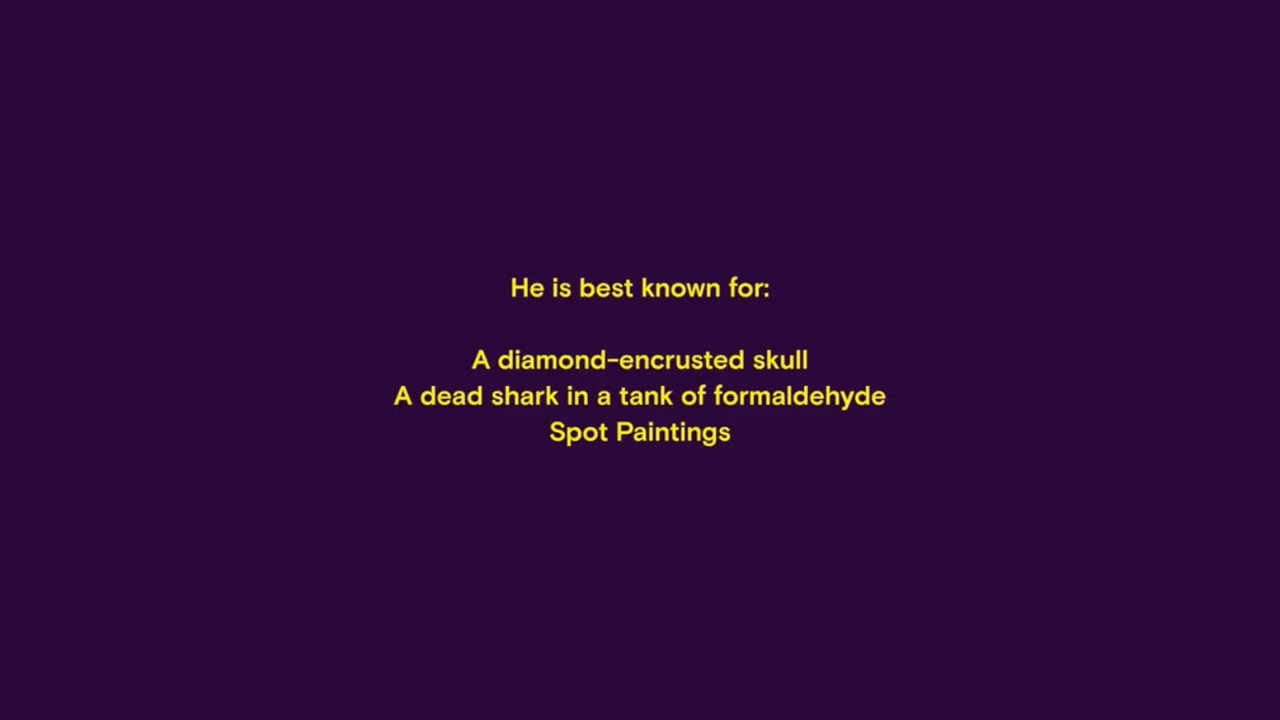 He is best known for:
A diamond-encrusted skull
A dead shark in a tank of formaldehyde
Spot Paintings